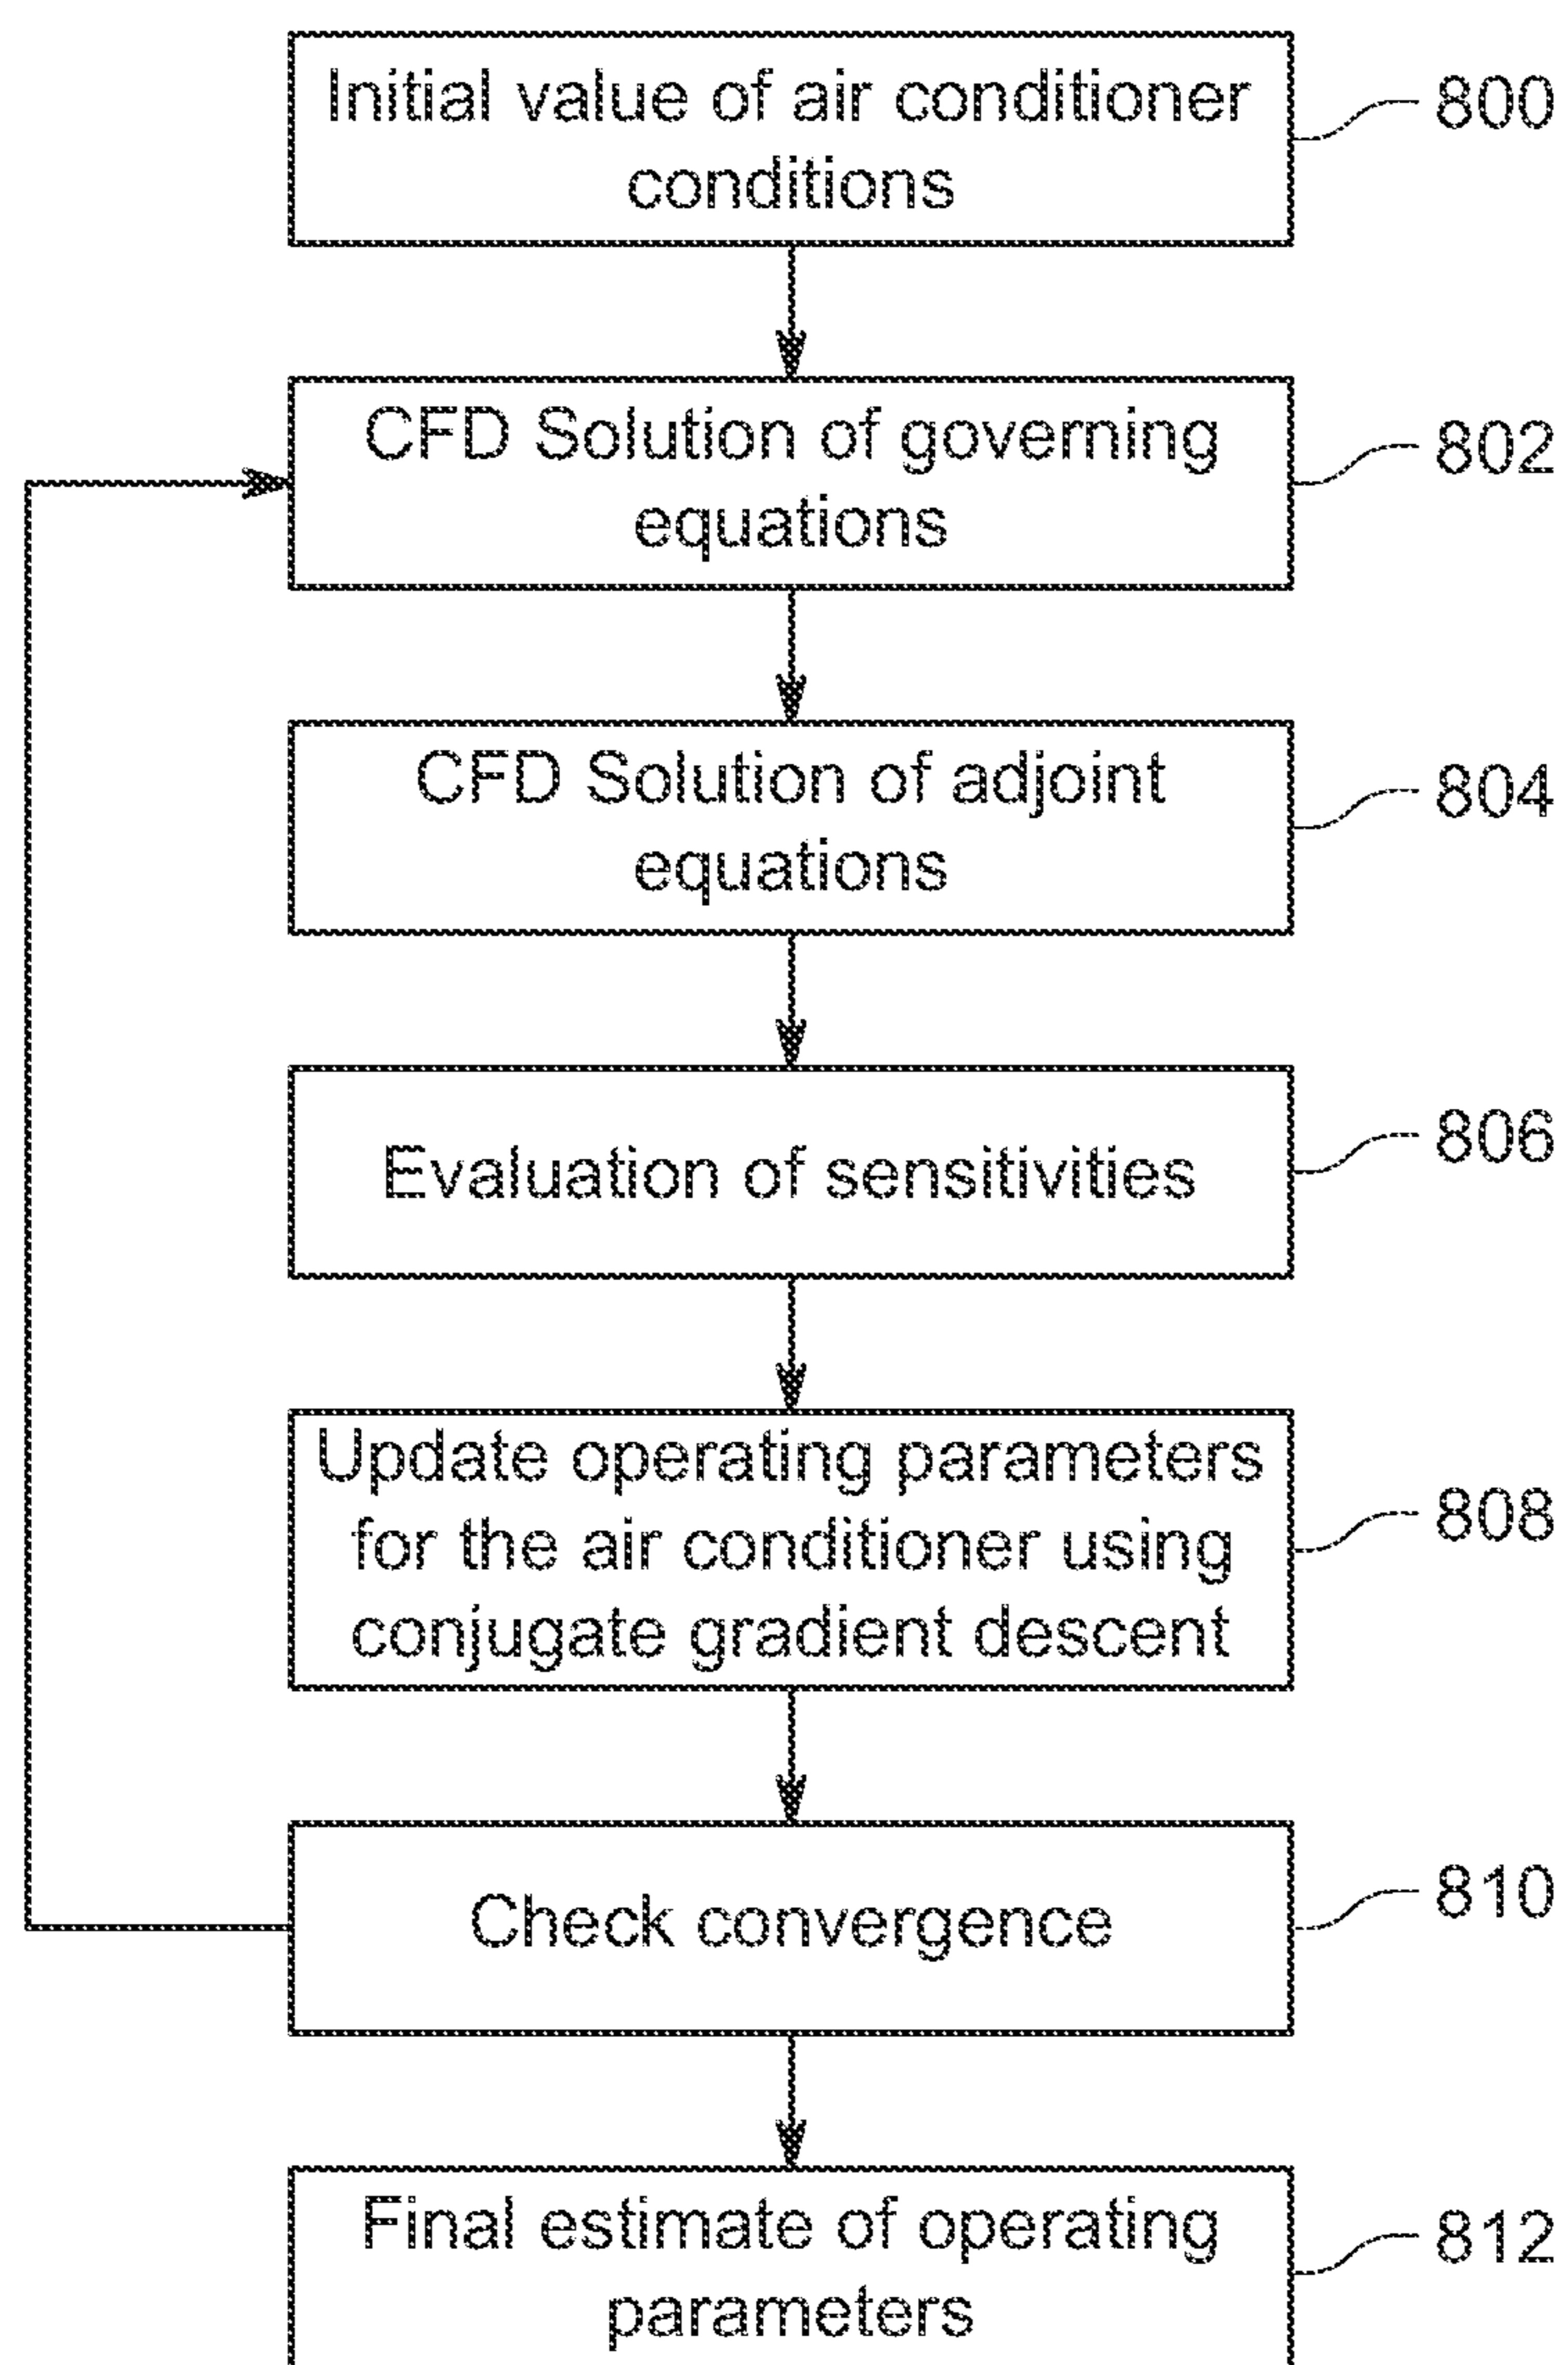 Initial value of air conditioner
conditions
800
CFD Solution of governing
equations
802
CFD Solution of adjoint
equations
804
Evaluation of sensitivities
806
Update operating parameters
for the air conditioner using
conjugate gradient descent
808
Check convergence
810
Final estimate of operating
parameters
812